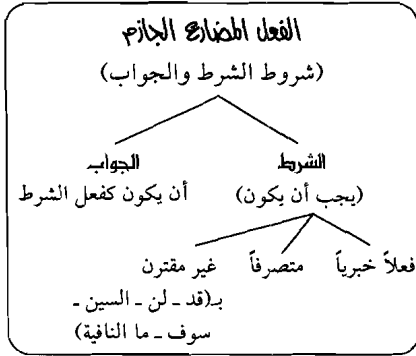 الفعل المضارع الجازم
(شروط الشرط والجواب)
الشرط
الجواب
(يجب أن يكون)
أن يكون كفعل الشرط
فعلاً خبرياً
متصرفاً
غير مقترن
بـ(قد ـ لن ـ السين ـ
سوف ـ ما النافية)